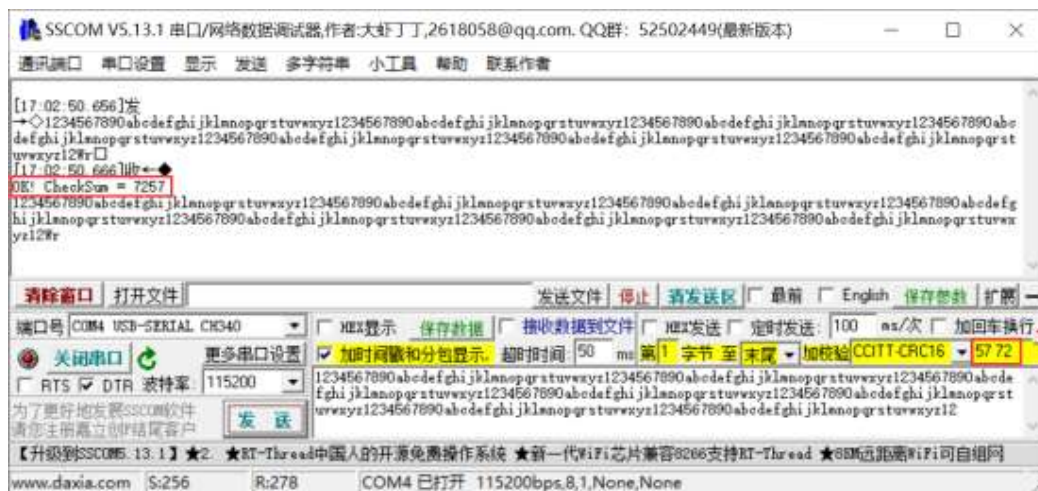 SSCOM V5.13.1 串口/网络数据调试器,作者:大虾丁丁,2618058@qq.com. QQ群: 52502449(最新版本)
通讯端口 串口设置 显示 发送 多字符串 小工具 帮助 联系作者
[17:02:50.656]发
→◇1234567890abcdefghijklmnopqrstuvwxyz1234567890abcdefghijklmnopqrstuvwxyz1234567890abcdefghijklmnopqrstuvwxyz1234567890abc
defghijklmnopqrstuvwxyz1234567890abcdefghijklmnopqrstuvwxyz1234567890abcdefghijklmnopqrstuvwxyz1234567890abcdefghijklmnopqrst
uvwxyz12Wr□
[17:02:50.666]收←◆
OK! CheckSum = 7257
1234567890abcdefghijklmnopqrstuvwxyz1234567890abcdefghijklmnopqrstuvwxyz1234567890abcdefghijklmnopqrstuvwxyz1234567890abcdefg
hijklmnopqrstuvwxyz1234567890abcdefghijklmnopqrstuvwxyz1234567890abcdefghijklmnopqrstuvwxyz1234567890abcdefghijklmnopqrstuvwx
yz12Wr
清除窗口 打开文件 发送文件 停止 清发送区 最前 English 保存参数 扩展 —
端口号 COM4 USB-SERIAL CH340 HEX显示 保存数据 接收数据到文件 HEX发送 定时发送: 100 ms/次 加回车换行
关闭串口 更多串口设置 加时间戳和分包显示. 超时时间: 50 ms 第1 字节 至 末尾 加校验 CCITT-CRC16 57 72
RTS DTR 波特率: 115200 1234567890abcdefghijklmnopqrstuvwxyz1234567890abcdefghijklmnopqrstuvwxyz1234567890abcde
fghijklmnopqrstuvwxyz1234567890abcdefghijklmnopqrstuvwxyz1234567890abcdefghijklmnopqrst
为了更好地发展SSCOM软件 发 送 uvwxyz1234567890abcdefghijklmnopqrstuvwxyz1234567890abcdefghijklmnopqrstuvwxyz12
请您注册嘉立创F结尾客户
【升级到SSCOM5.13.1】★2. ★RT-Thread中国人的开源免费操作系统 ★新一代WiFi芯片兼容8266支持RT-Thread ★8KM远距离WiFi可自组网
www.daxia.com S:256 R:278 COM4 已打开 115200bps,8,1,None,None